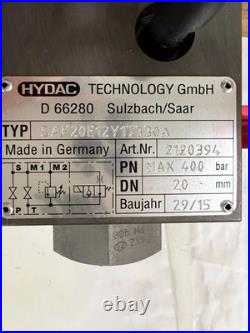 HYDAC TECHNOLOGY GmbH
D 66280 Sulzbach/Saar
TYP
Made in Germany Art.Nr. 2120394
S M1 M2
PN MAX 400 bar
DN 20 mm
P T
Baujahr 29/15